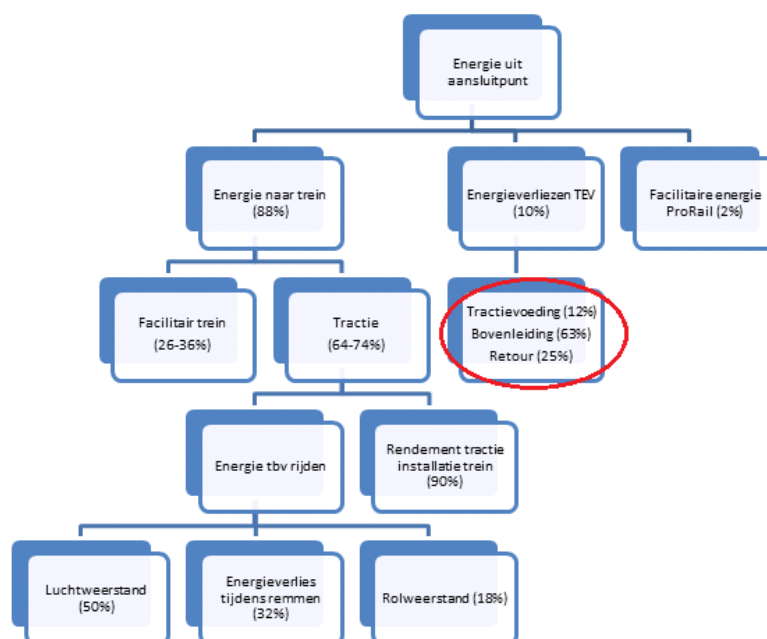 Energie uit
aansluitpunt
Energie naar trein
(88%)
Energieverliezen TEV
(10%)
Facilitaire energie
ProRail (2%)
Facilitair trein
(26-36%)
Tractie
(64-74%)
Tractievoeding (12%)
Bovenleiding (63%)
Retour (25%)
Energie tbv rijden
Rendement tractie
installatie trein
(90%)
Luchtweerstand
(50%)
Energieverlies
tijdens remmen
(32%)
Rolweerstand (18%)